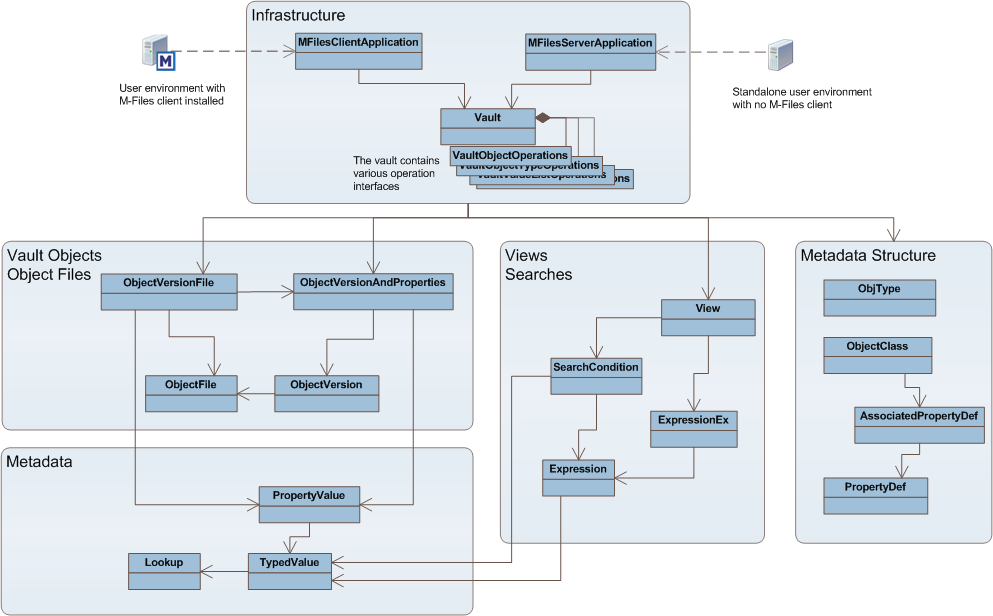 Infrastructure
MFilesClientApplication
MFilesServerApplication
M
User environment with
M-Files client installed
Standalone user environment
with no M-Files client
Vault
The vault contains
various operation
interfaces
VaultObjectOperations
VaultObjectTypeOperations
VaultValueListOperations
ons
Vault Objects
Object Files
ObjectVersionFile
ObjectVersionAndProperties
ObjectFile
ObjectVersion
Views
Searches
View
SearchCondition
ExpressionEx
Expression
Metadata Structure
ObjType
ObjectClass
AssociatedPropertyDef
PropertyDef
Metadata
PropertyValue
Lookup
TypedValue